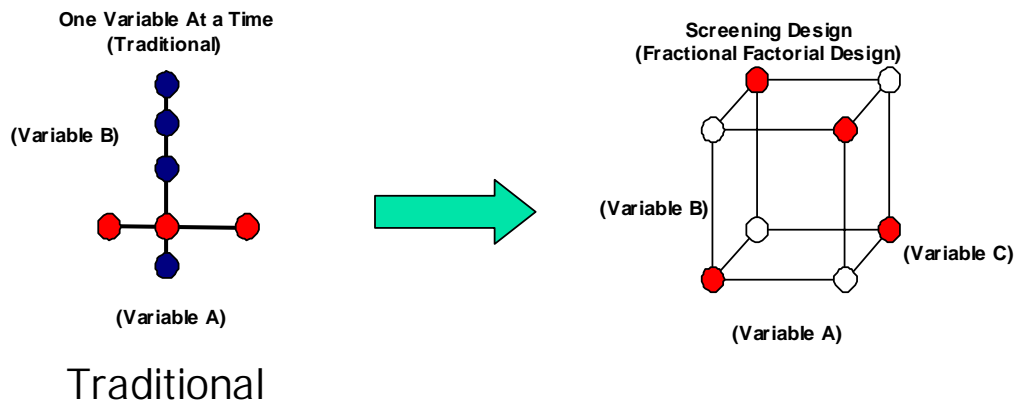 One Variable At a Time
(Traditional)
(Variable B)
(Variable A)
Traditional
Screening Design
(Fractional Factorial Design)
(Variable B)
(Variable C)
(Variable A)